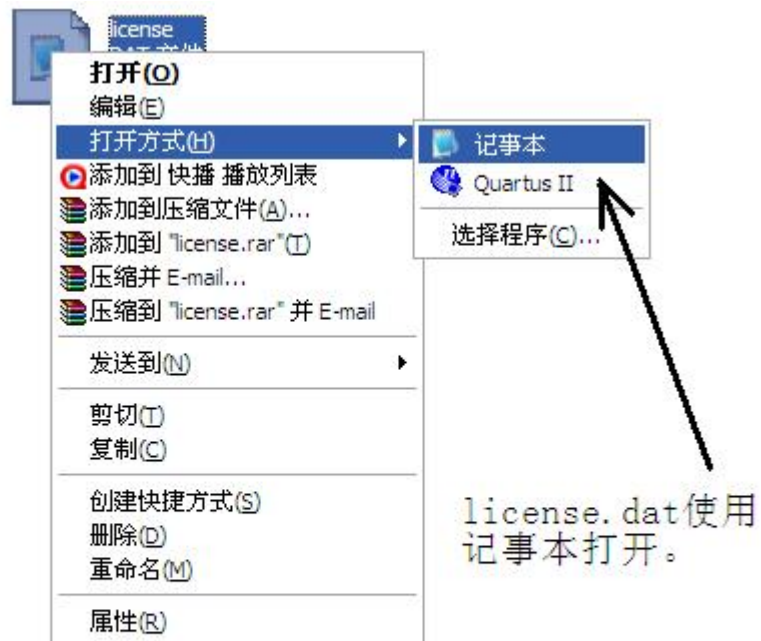 license
DAT 文件
打开(O)
编辑(E)
打开方式(H)
记事本
添加到 快播 播放列表
Quartus II
添加到压缩文件(A)...
选择程序(C)...
添加到 "license.rar"(T)
压缩并 E-mail...
压缩到 "license.rar" 并 E-mail
发送到(N)
剪切(T)
复制(C)
创建快捷方式(S)
删除(D)
重命名(M)
属性(R)
license.dat使用
记事本打开。